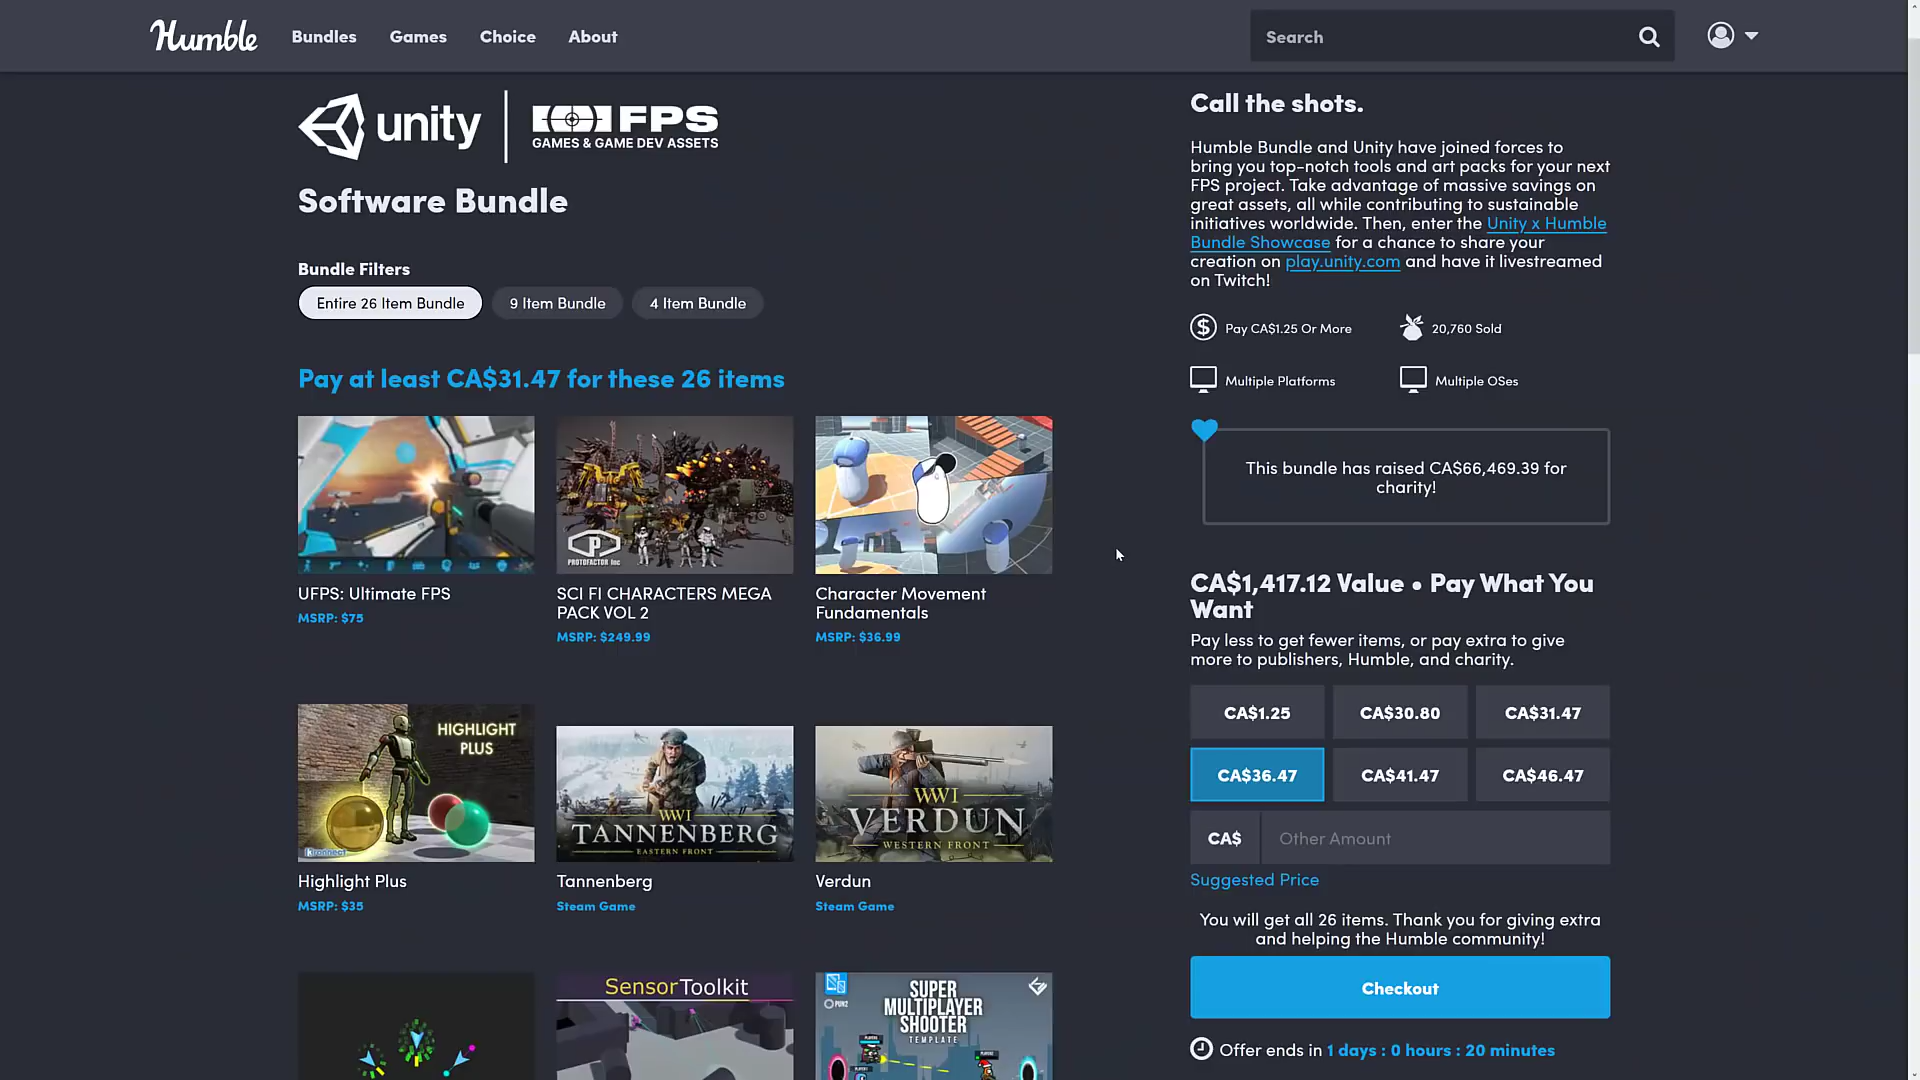 Humble
Bundles
Games
Choice
About
Search
unity
FPS
GAMES & GAME DEV ASSETS
Software Bundle
Bundle Filters
Entire 26 Item Bundle
9 Item Bundle
4 Item Bundle
Pay at least CA$31.47 for these 26 items
UFPS: Ultimate FPS
MSRP: $75
PROTOFACTOR Inc
SCI FI CHARACTERS MEGA
PACK VOL 2
MSRP: $249.99
Character Movement
Fundamentals
MSRP: $36.99
HIGHLIGHT
PLUS
Kronnect
Highlight Plus
MSRP: $35
WWI
TANNENBERG
EASTERN FRONT
Tannenberg
Steam Game
WWI
VERDUN
WESTERN FRONT
Verdun
Steam Game
SensorToolkit
PUN2
SUPER
MULTIPLAYER
SHOOTER
TEMPLATE
Call the shots.
Humble Bundle and Unity have joined forces to
bring you top-notch tools and art packs for your next
FPS project. Take advantage of massive savings on
great assets, all while contributing to sustainable
initiatives worldwide. Then, enter the Unity x Humble
Bundle Showcase for a chance to share your
creation on play.unity.com and have it livestreamed
on Twitch!
Pay CA$1.25 Or More
20,760 Sold
Multiple Platforms
Multiple OSes
This bundle has raised CA$66,469.39 for
charity!
CA$1,417.12 Value • Pay What You
Want
Pay less to get fewer items, or pay extra to give
more to publishers, Humble, and charity.
CA$1.25
CA$30.80
CA$31.47
CA$36.47
CA$41.47
CA$46.47
CA$
Other Amount
Suggested Price
You will get all 26 items. Thank you for giving extra
and helping the Humble community!
Checkout
Offer ends in 1 days : 0 hours : 20 minutes